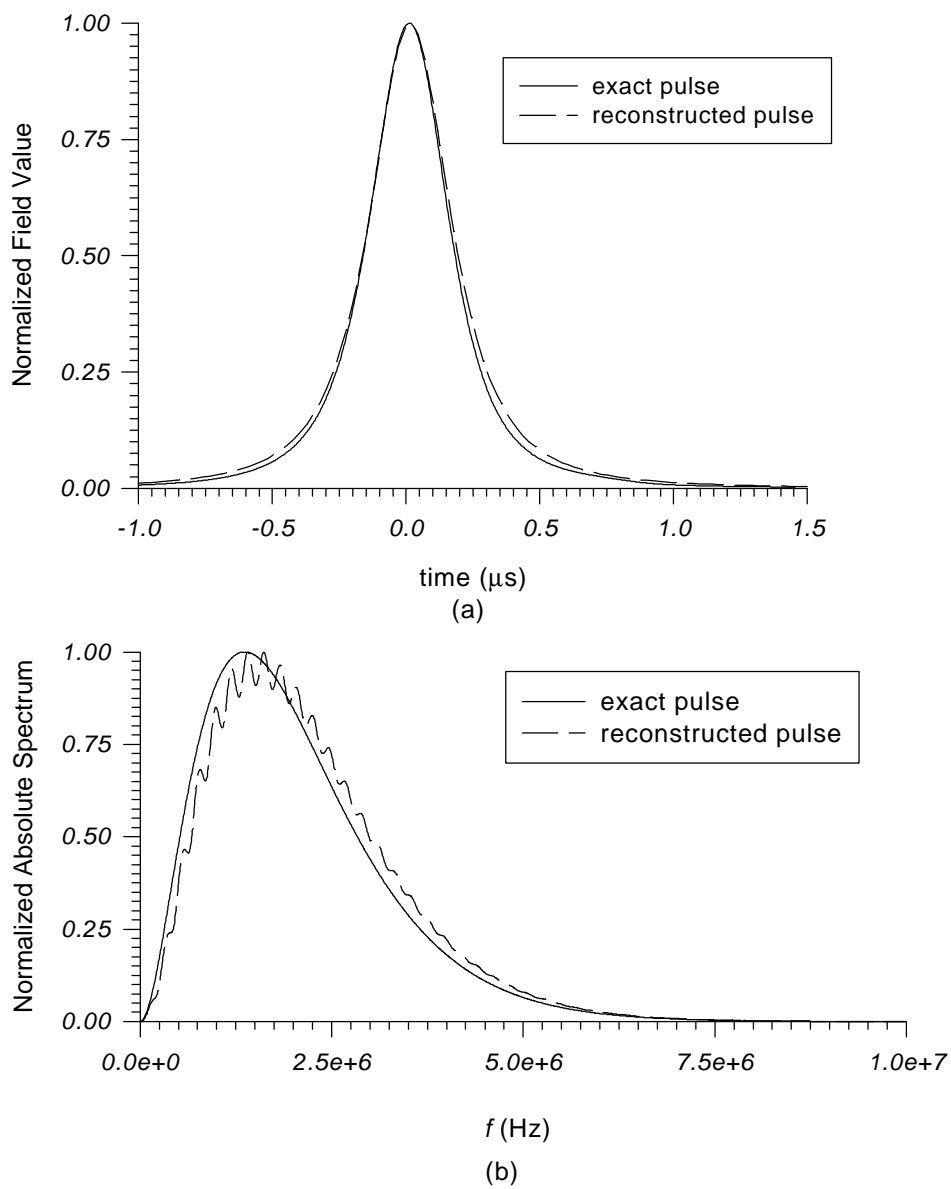 1.00
0.75
0.50
0.25
0.00
Normalized Field Value
exact pulse
reconstructed pulse
-1.0 -0.5 0.0 0.5 1.0 1.5
time (μs)
(a)
1.00
0.75
0.50
0.25
0.00
Normalized Absolute Spectrum
exact pulse
reconstructed pulse
0.0e+0 2.5e+6 5.0e+6 7.5e+6 1.0e+7
f (Hz)
(b)